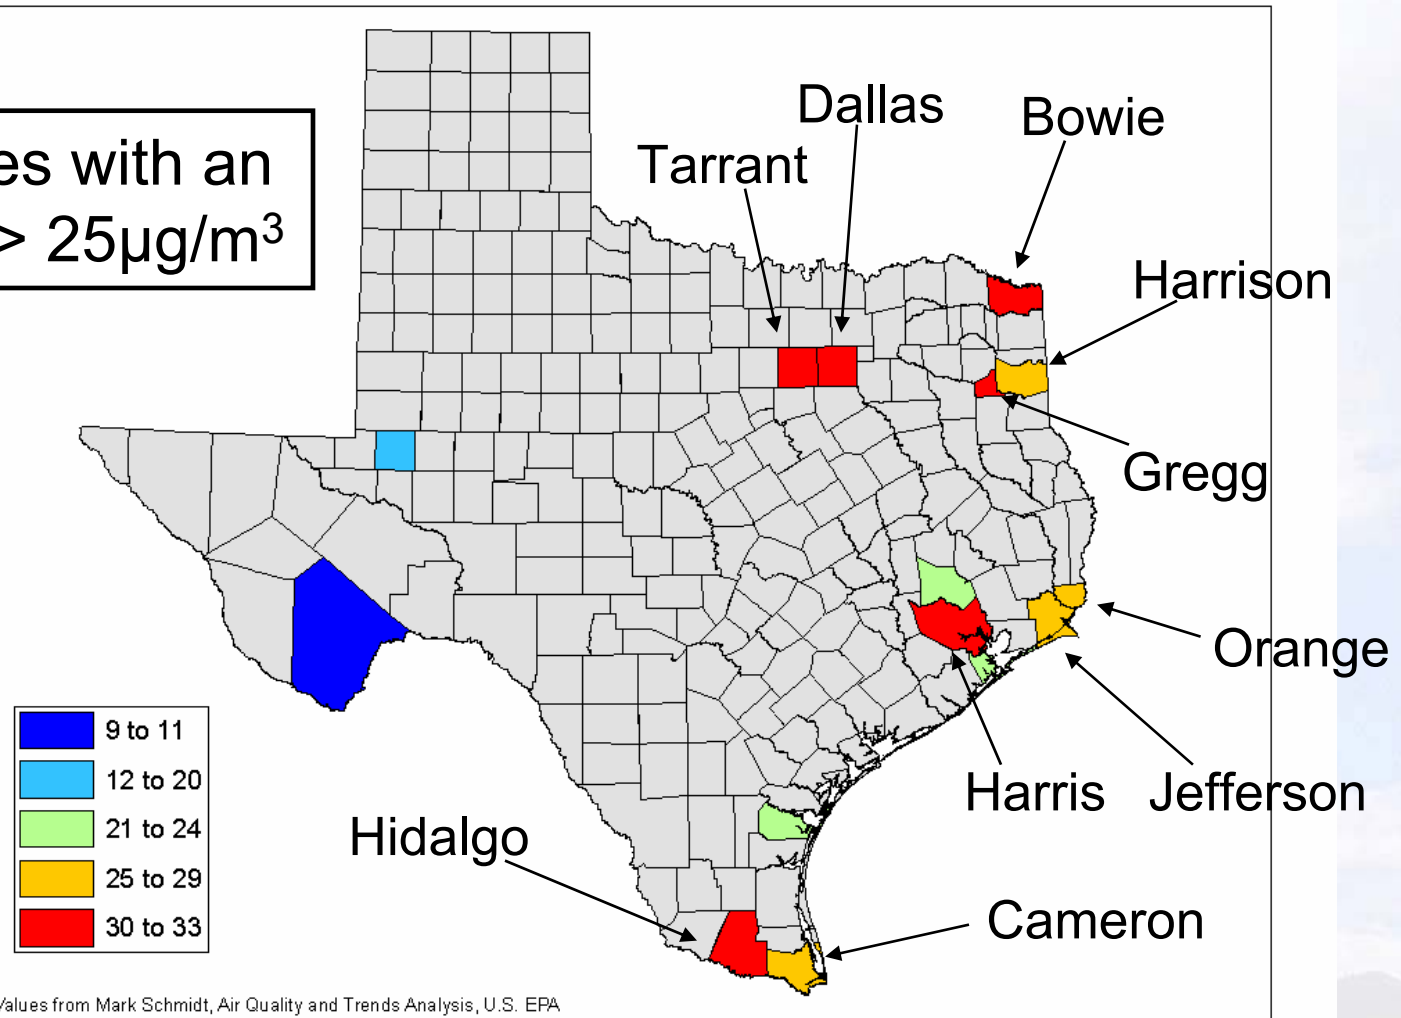 es with an
> 25µg/m³
Dallas
Bowie
Tarrant
Harrison
Gregg
Orange
Harris
Jefferson
Hidalgo
Cameron
9 to 11
12 to 20
21 to 24
25 to 29
30 to 33
Values from Mark Schmidt, Air Quality and Trends Analysis, U.S. EPA